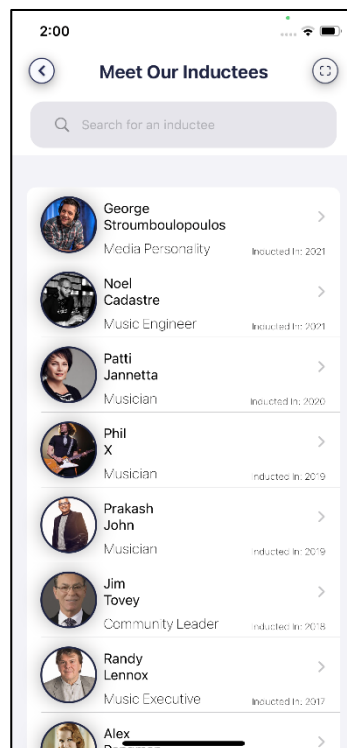 2:00
Meet Our Inductees
Search for an inductee
George
Stroumboulopoulos
Media Personality
Inducted In: 2021
Noel
Cadastre
Music Engineer
Inducted In: 2021
Patti
Jannetta
Musician
Inducted In: 2020
Phil
X
Musician
Inducted In: 2019
Prakash
John
Musician
Inducted In: 2019
Jim
Tovey
Community Leader
Inducted In: 2018
Randy
Lennox
Music Executive
Inducted In: 2017
Alex